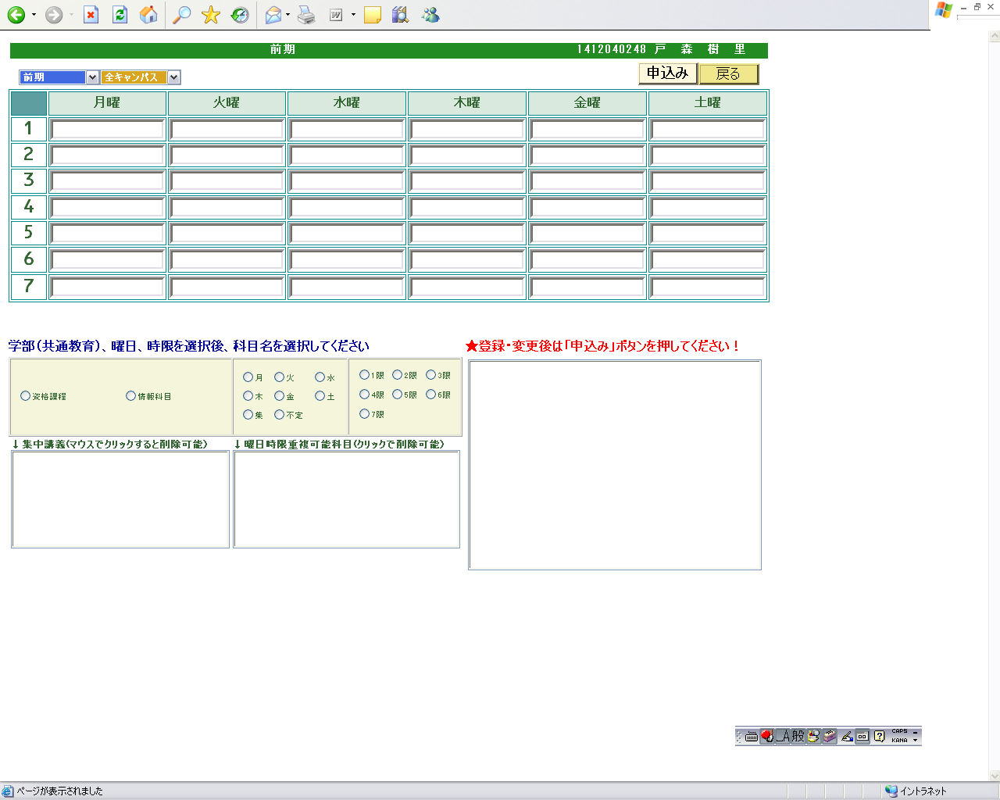 前期 1412040248 戸 森 樹 里
前期 全キャンパス 申込み 戻る
月曜 火曜 水曜 木曜 金曜 土曜
1
2
3
4
5
6
7
学部(共通教育)、曜日、時限を選択後、科目名を選択してください ★登録・変更後は「申込み」ボタンを押してください！
月 火 水 1限 2限 3限
資格課程 情報科目 木 金 土 4限 5限 6限
集 不定 7限
↓集中講義(マウスでクリックすると削除可能) ↓曜日時限重複可能科目(クリックで削除可能)
_A 般 CAPS
KANA
ページが表示されました イントラネット